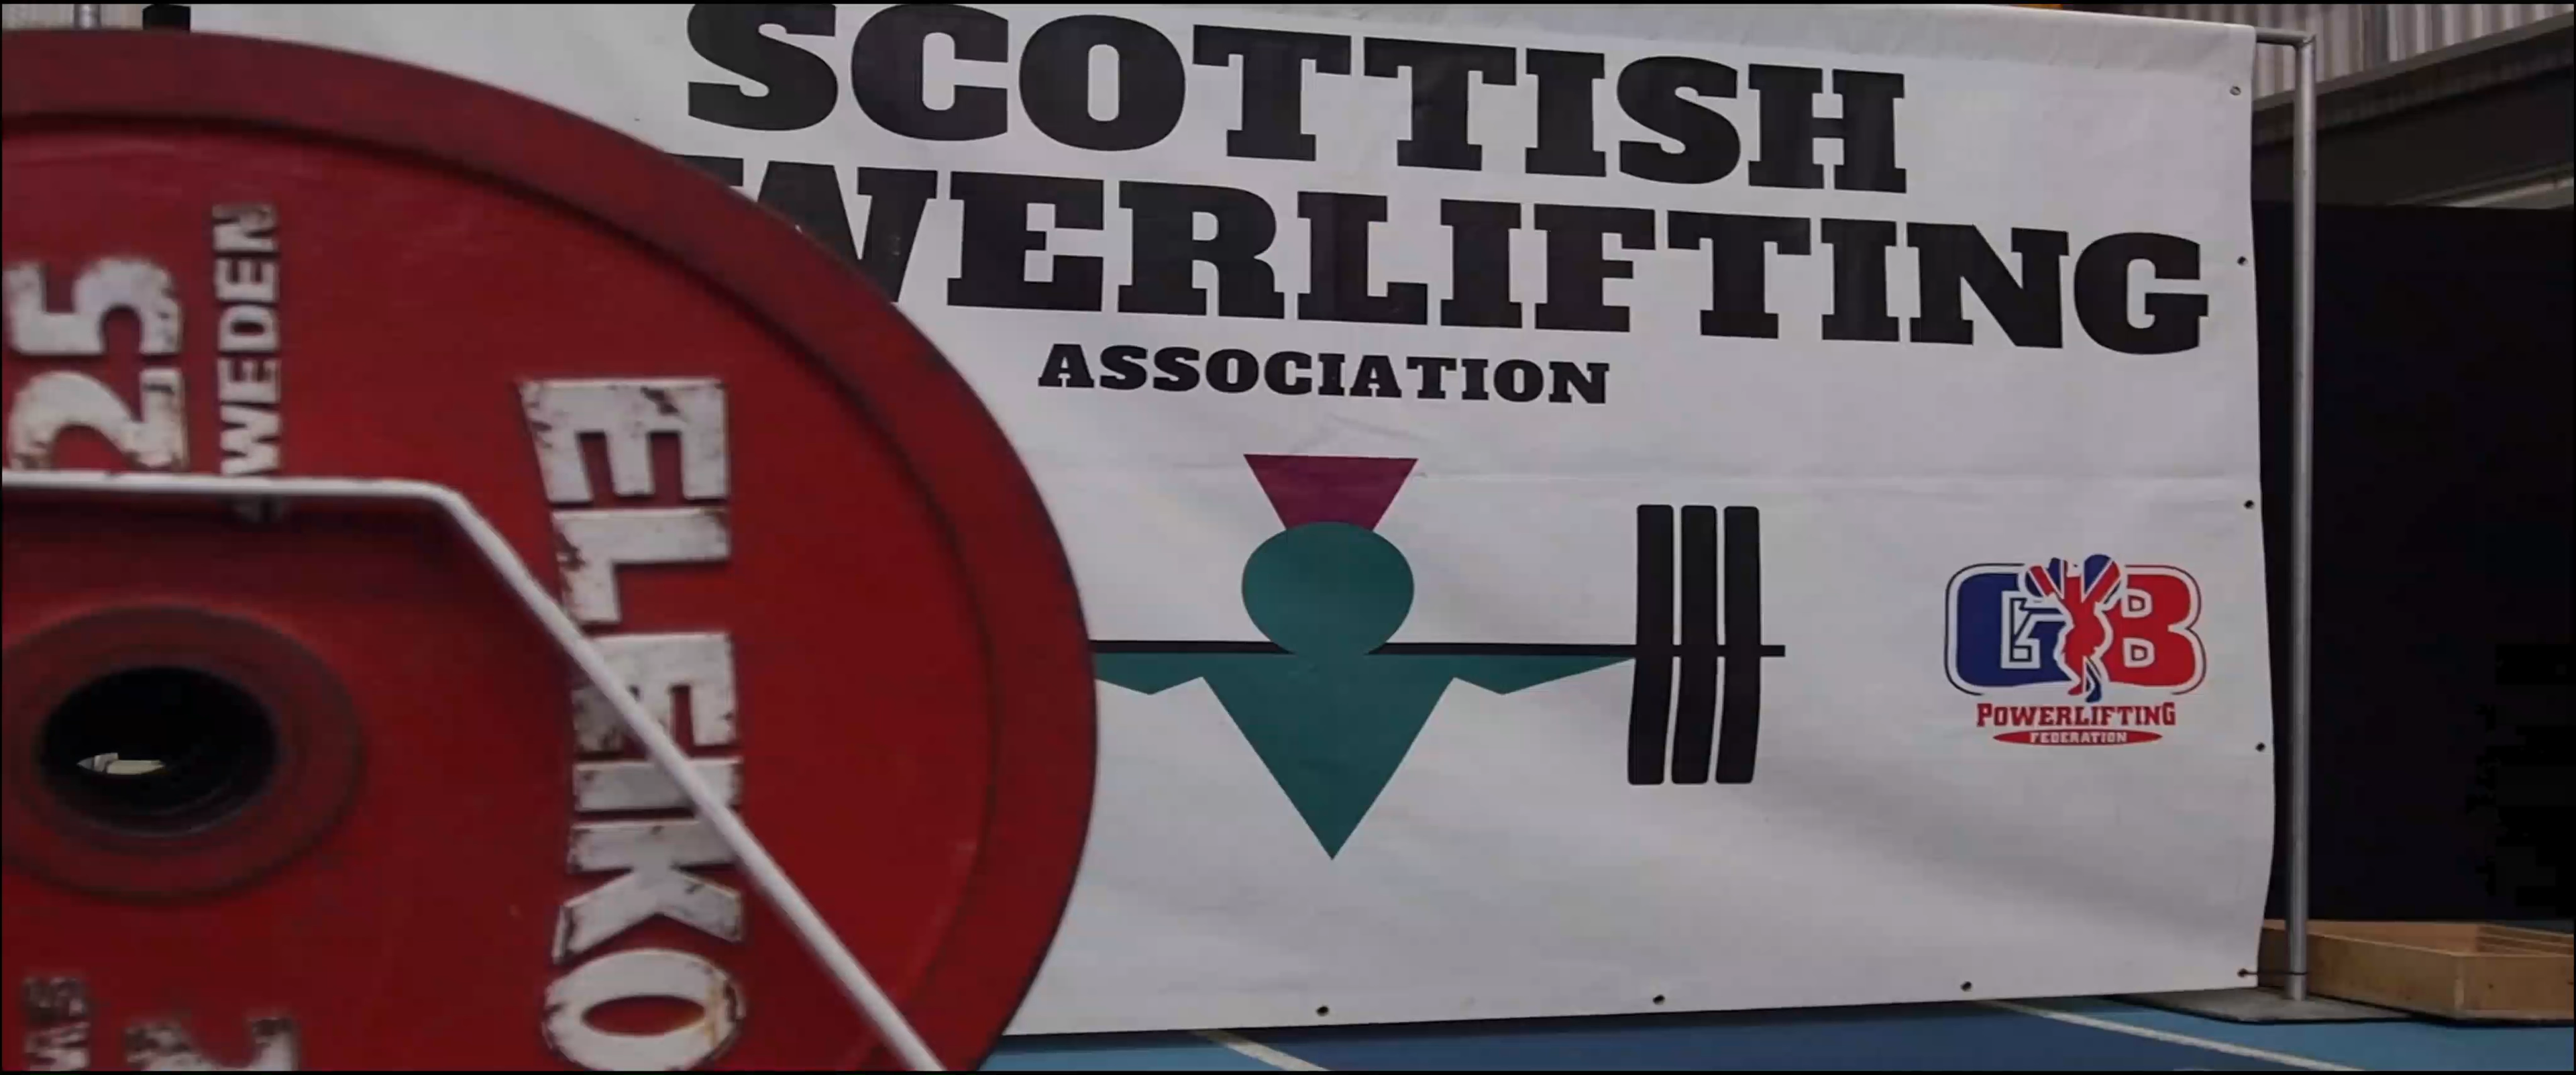 SCOTTISH
WERLIFTING
ASSOCIATION
25
WEDEN
ELEIKO
GB
POWERLIFTING
FEDERATION